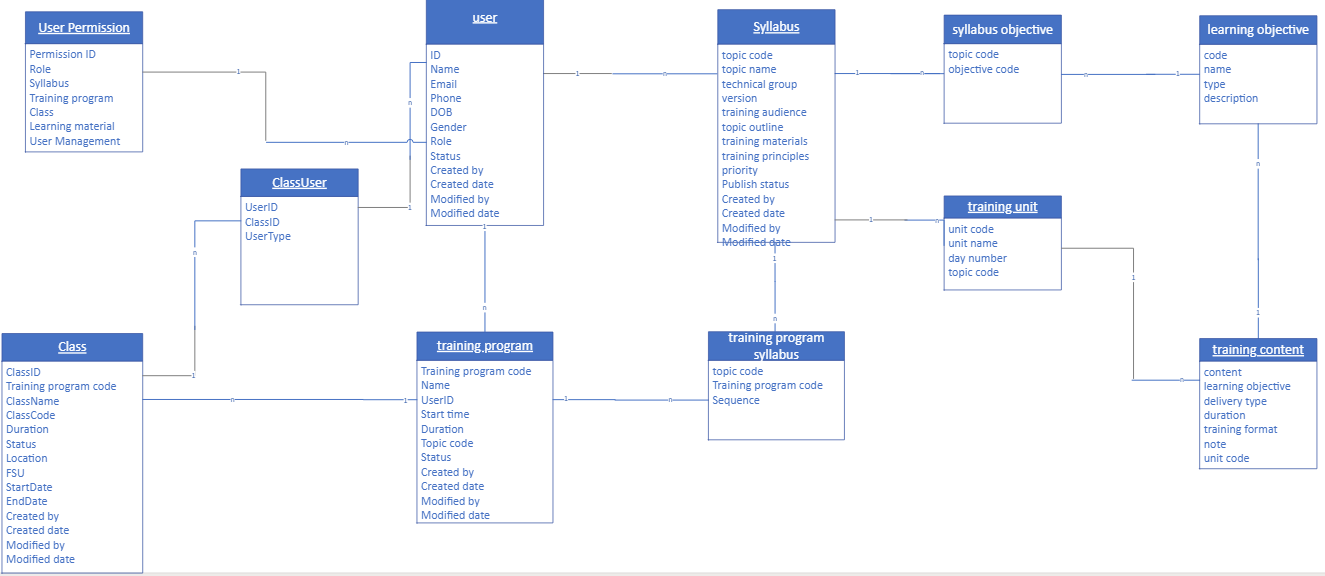 User Permission
Permission ID
Role
Syllabus
Training program
Class
Learning material
User Management
1
n
user
ID
Name
Email
Phone
DOB
Gender
Role
Status
Created by
Created date
Modified by
Modified date
1
n
Syllabus
topic code
topic name
technical group
version
training audience
topic outline
training materials
training principles
priority
Publish status
Created by
Created date
Modified by
Modified date
1
n
syllabus objective
topic code
objective code
n
1
learning objective
code
name
type
description
n
1
ClassUser
UserID
ClassID
UserType
n
1
n
1
1
n
1
n
1
n
training unit
unit code
unit name
day number
topic code
1
n
Class
ClassID
Training program code
ClassName
ClassCode
Duration
Status
Location
FSU
StartDate
EndDate
Created by
Created date
Modified by
Modified date
n
1
training program
Training program code
Name
UserID
Start time
Duration
Topic code
Status
Created by
Created date
Modified by
Modified date
1
n
training program
syllabus
topic code
Training program code
Sequence
training content
content
learning objective
delivery type
duration
training format
note
unit code